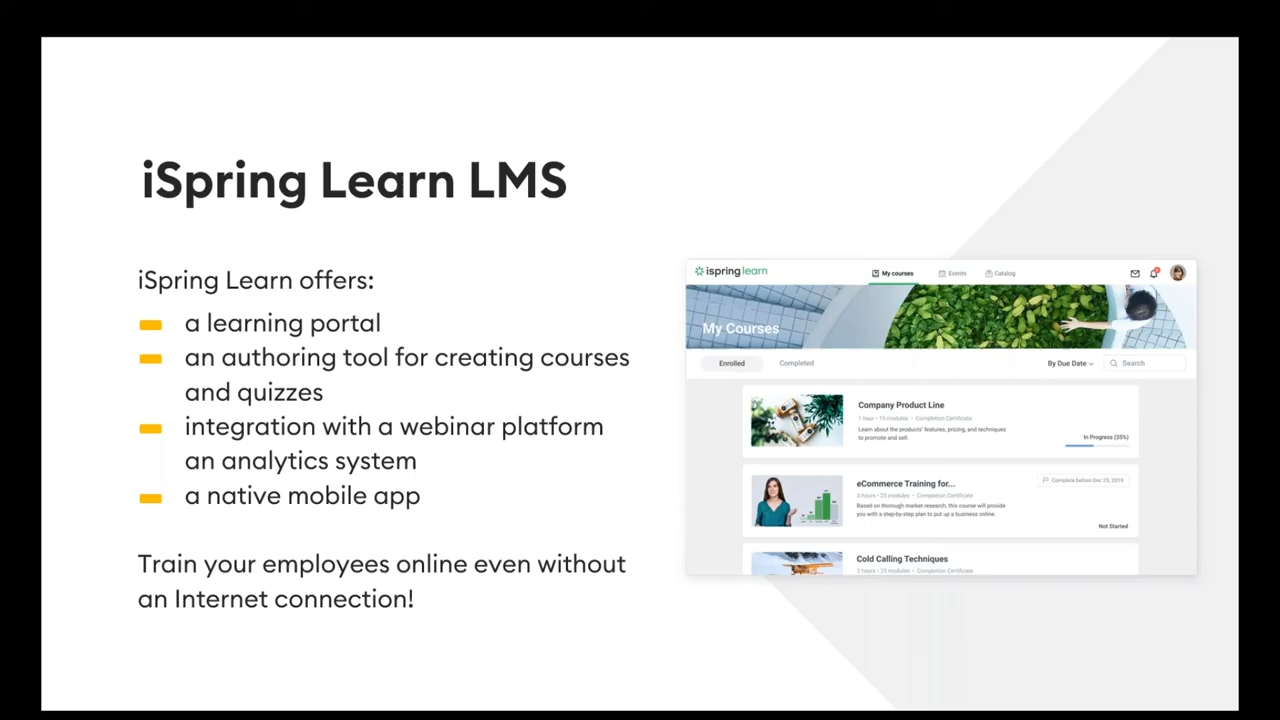 iSpring Learn LMS
iSpring Learn offers:
a learning portal
an authoring tool for creating courses
and quizzes
integration with a webinar platform
an analytics system
a native mobile app
Train your employees online even without
an Internet connection!
ispring learn
My courses
Events
Catalog
My Courses
Enrolled
Completed
By Due Date
Search
Company Product Line
1 hour • 15 modules • Completion Certificate
Learn about the products' features, pricing, and techniques
to promote and sell.
In Progress (35%)
eCommerce Training for...
3 hours • 25 modules • Completion Certificate
Based on thorough market research, this course will provide
you with a step-by-step plan to put up a business online.
Complete before Dec 25, 2019
Not Started
Cold Calling Techniques
3 hours • 25 modules • Completion Certificate